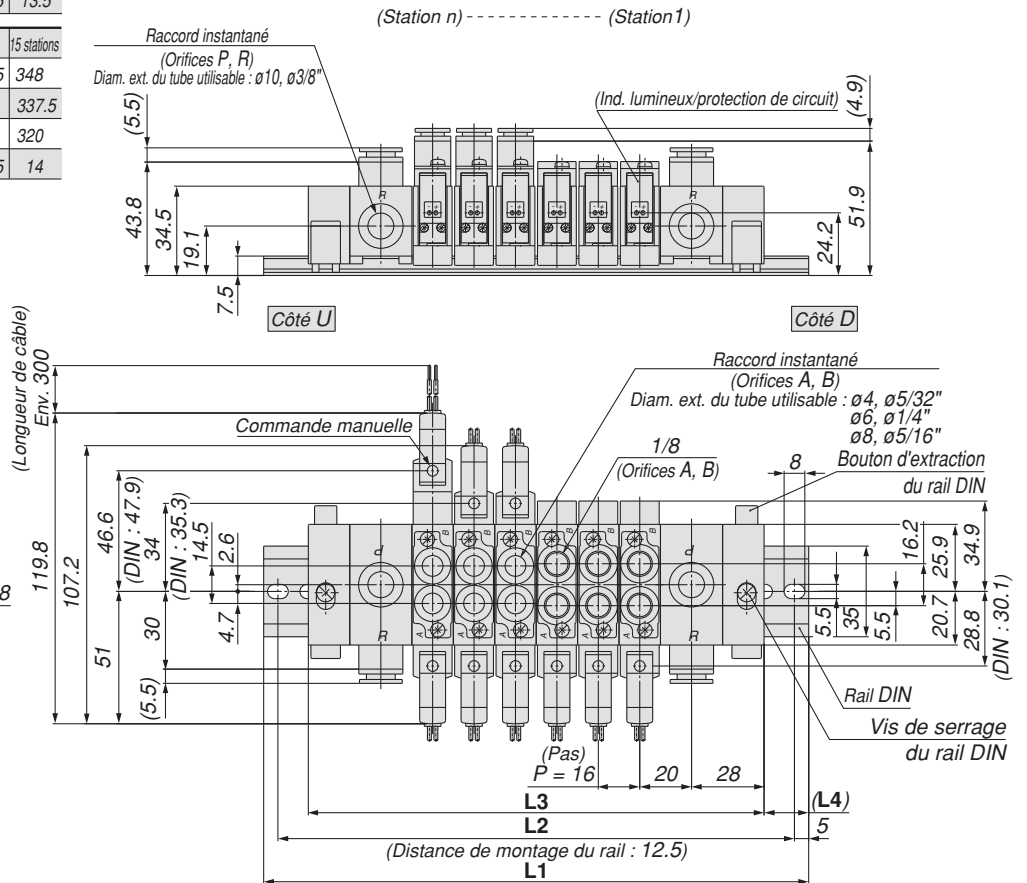 13.5
15 stations
5 348
337.5
320
5 14
(Station n) - - - - - - - - - - - - (Station1)
Raccord instantané
(Orifices P, R)
Diam. ext. du tube utilisable : ø10, ø3/8"
(Ind. lumineux/protection de circuit)
(4.9)
(5.5)
43.8
34.5
19.1
7.5
R
R
24.2
51.9
Côté U
Côté D
(Longueur de câble)
Env. 300
Raccord instantané
(Orifices A, B)
Diam. ext. du tube utilisable : ø4, ø5/32"
ø6, ø1/4"
ø8, ø5/16"
Commande manuelle
1/8
(Orifices A, B)
8
Bouton d'extraction
du rail DIN
119.8
107.2
46.6
(DIN : 47.9)
34
(DIN : 35.3)
14.5
2.6
16.2
25.9
34.9
8
51
30
(5.5)
4.7
P
R
P
R
B
B
B
B
B
B
A
A
A
A
A
A
5.5
35
5.5
20.7
28.8
(DIN : 30.1)
Rail DIN
Vis de serrage
du rail DIN
(Pas)
P = 16
20
28
L3
(L4)
L2
5
(Distance de montage du rail : 12.5)
L1